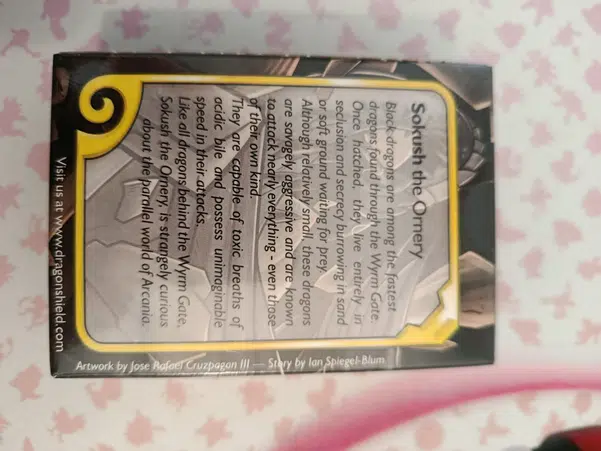 Sokush the Ornery
Black dragons are among the fastest
dragons found through the Wyrm Gate.
Once hatched, they live entirely in
seclusion and secrecy burrowing in sand
or soft ground waiting for prey.
Although relatively small, these dragons
are savagely aggressive and are known
to attack nearly everything - even those
of their own kind.
They are capable of toxic breaths of
acidic bile and possess unimaginable
speed in their attacks.
Like all dragons behind the Wyrm Gate,
Sokush the Ornery, is strangely curious
about the parallel world of Arcania.
Visit us at www.dragonshield.com
Artwork by Jose Rafael Cruzpagan III — Story by Ian Spiegel-Blum